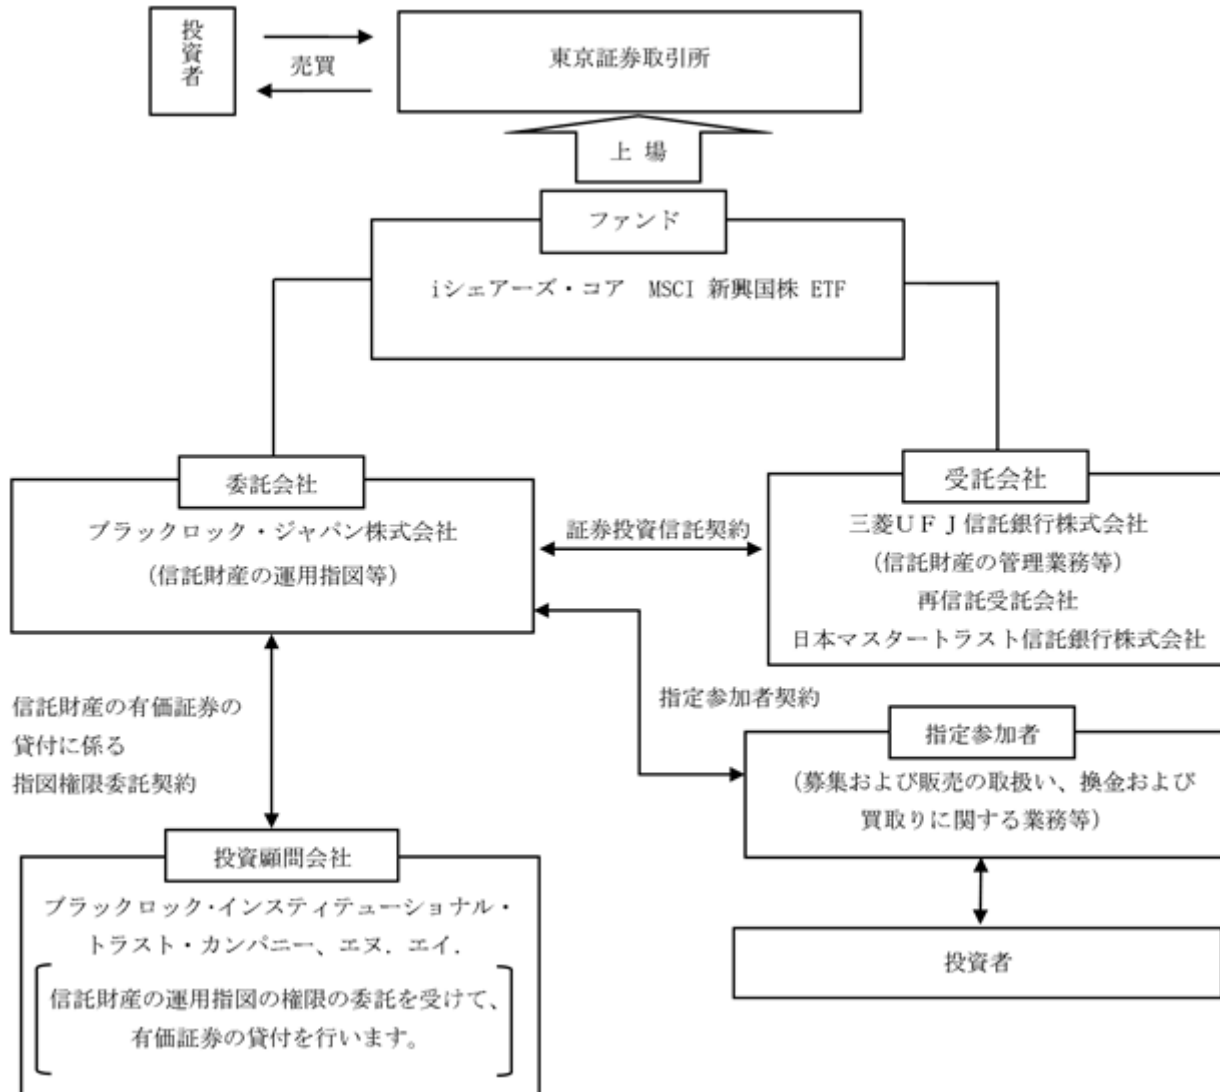 投資者
売買
東京証券取引所
上 場
ファンド
iシェアーズ・コア MSCI 新興国株 ETF
委託会社
ブラックロック・ジャパン株式会社
(信託財産の運用指図等)
証券投資信託契約
受託会社
三菱UFJ信託銀行株式会社
(信託財産の管理業務等)
再信託受託会社
日本マスタートラスト信託銀行株式会社
信託財産の有価証券の
貸付に係る
指図権限委託契約
指定参加者契約
指定参加者
(募集および販売の取扱い、換金および
買取りに関する業務等)
投資顧問会社
ブラックロック・インスティテューショナル・
トラスト・カンパニー、エヌ．エイ．
信託財産の運用指図の権限の委託を受けて、
有価証券の貸付を行います。
投資者